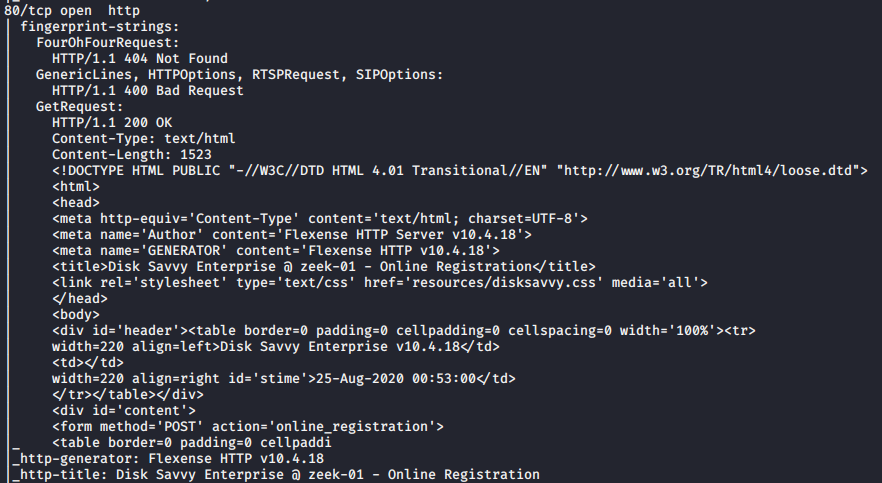 80/tcp open  http
| fingerprint-strings:
|   FourOhFourRequest:
|     HTTP/1.1 404 Not Found
|   GenericLines, HTTPOptions, RTSPRequest, SIPOptions:
|     HTTP/1.1 400 Bad Request
|   GetRequest:
|     HTTP/1.1 200 OK
|     Content-Type: text/html
|     Content-Length: 1523
|     <!DOCTYPE HTML PUBLIC "-//W3C//DTD HTML 4.01 Transitional//EN" "http://www.w3.org/TR/html4/loose.dtd">
|     <html>
|     <head>
|     <meta http-equiv='Content-Type' content='text/html; charset=UTF-8'>
|     <meta name='Author' content='Flexense HTTP Server v10.4.18'>
|     <meta name='GENERATOR' content='Flexense HTTP v10.4.18'>
|     <title>Disk Savvy Enterprise @ zeek-01 - Online Registration</title>
|     <link rel='stylesheet' type='text/css' href='resources/disksavvy.css' media='all'>
|     </head>
|     <body>
|     <div id='header'><table border=0 padding=0 cellpadding=0 cellspacing=0 width='100%'><tr>
|     width=220 align=left>Disk Savvy Enterprise v10.4.18</td>
|     <td></td>
|     width=220 align=right id='stime'>25-Aug-2020 00:53:00</td>
|     </tr></table></div>
|     <div id='content'>
|     <form method='POST' action='online_registration'>
|_    <table border=0 padding=0 cellpaddi
|_http-generator: Flexense HTTP v10.4.18
|_http-title: Disk Savvy Enterprise @ zeek-01 - Online Registration